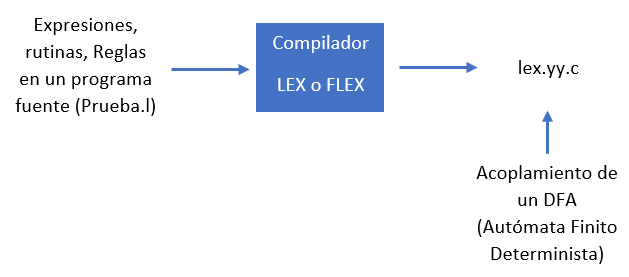 Expresiones,
rutinas, Reglas
en un programa
fuente (Prueba.l)
Compilador
LEX o FLEX
lex.yy.c
Acoplamiento de
un DFA
(Autómata Finito
Determinista)